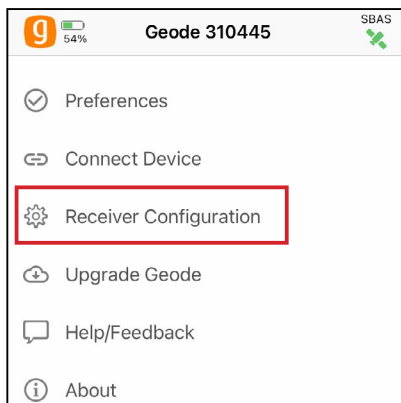 SBAS
g
54%
Geode 310445
Preferences
Connect Device
Receiver Configuration
Upgrade Geode
Help/Feedback
About